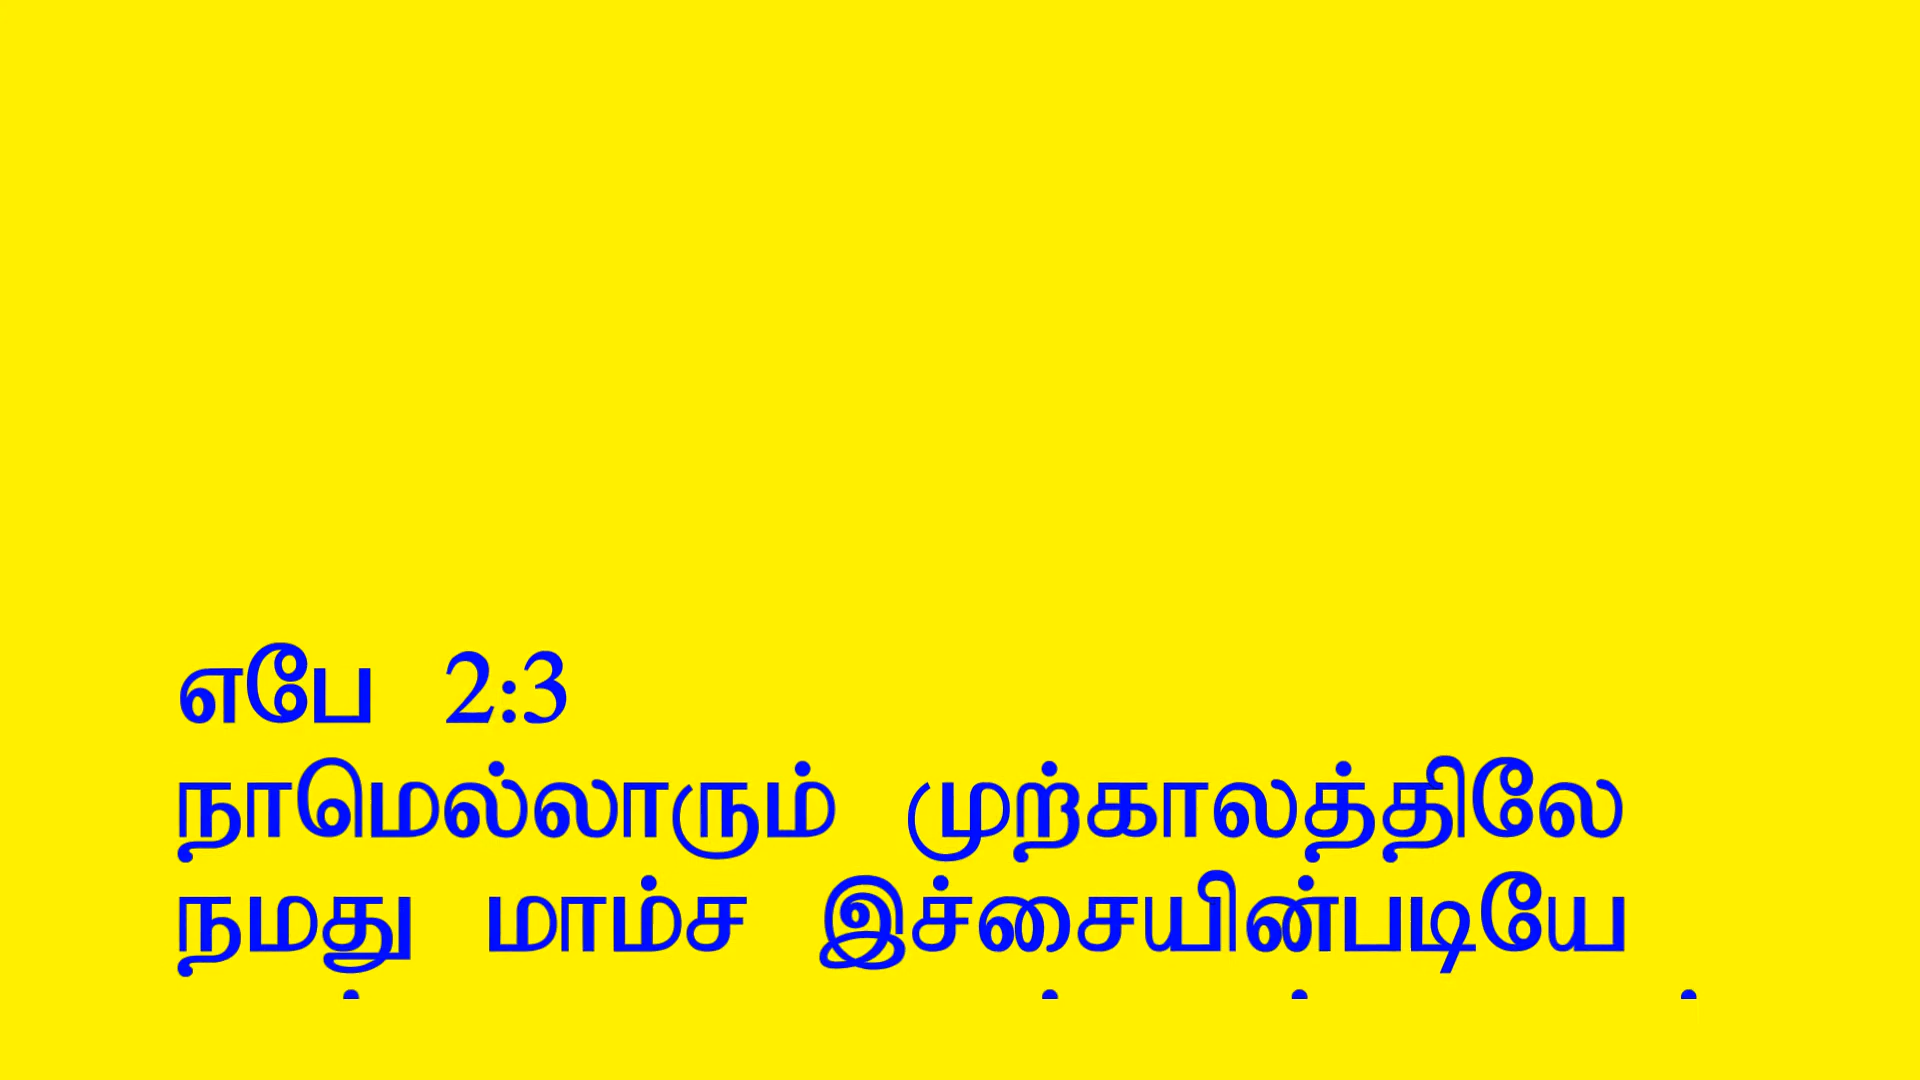 எபே 2:3
நாமெல்லாரும் முற்காலத்திலே
நமது மாம்ச இச்சையின்படியே